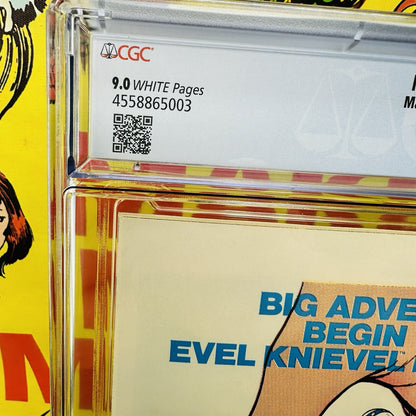 CGC
9.0 WHITE Pages
4558865003
BIG ADVE
BEGIN
EVEL KNIEVEL